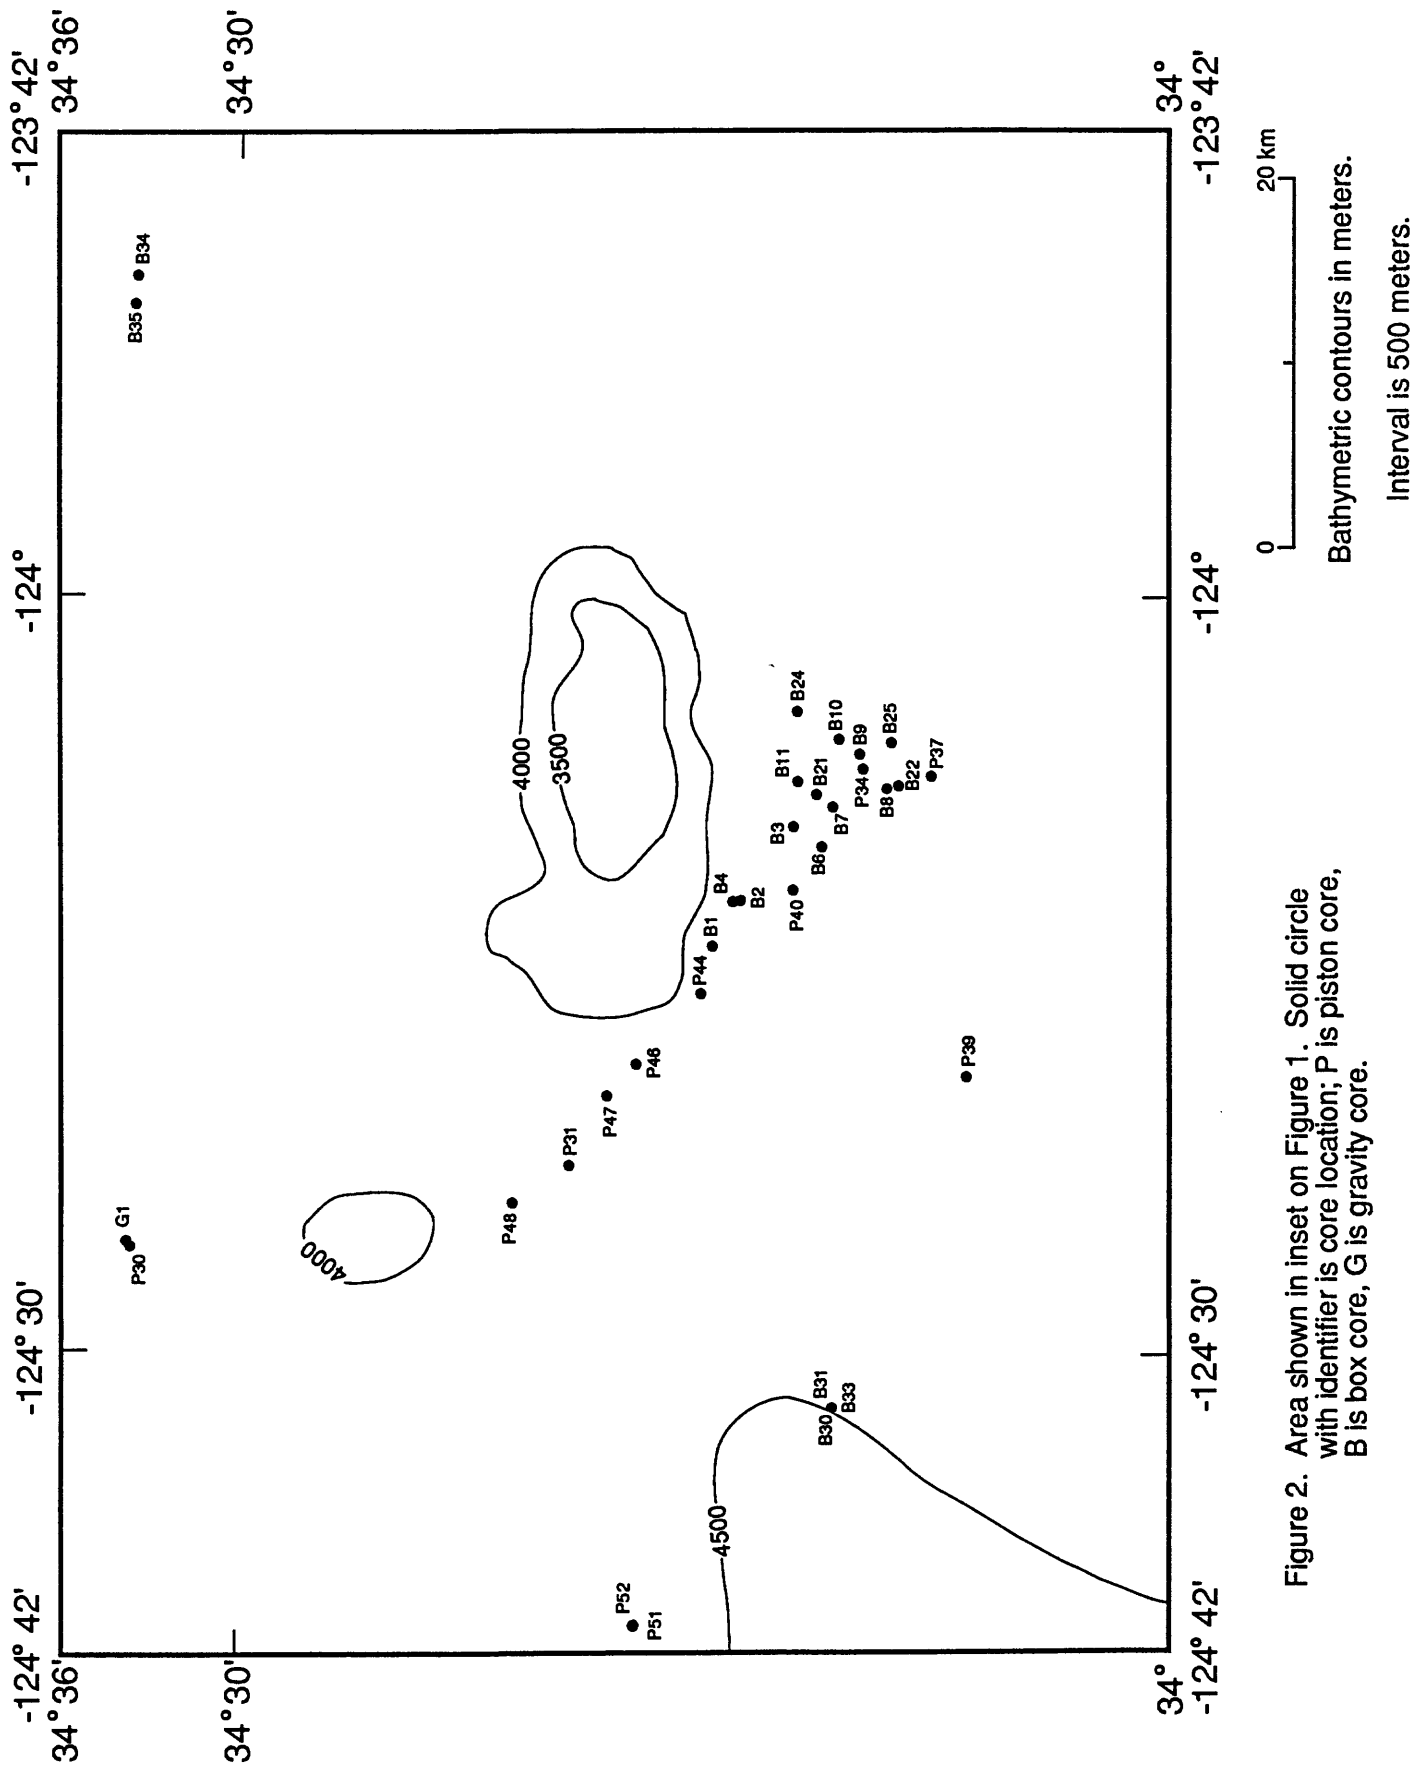 -124° 42' -124° 30' -124° -123° 42'
34° 36' 34° 36'
G1
P30
B35 B34
34° 30' 34° 30'
4000
P48
4000
3500
P31
P47
P46
P52
P51
P44
B1
4500
B4
B2
B3
B11
P40
B24
B6
B21
B31
B30
B33
B7
B10
P34
B9
B8
B25
B22
P37
P39
34° 34°
-124° 42' -124° 30' -124° -123° 42'
0 20 km
Figure 2. Area shown in inset on Figure 1. Solid circle
with identifier is core location; P is piston core,
B is box core, G is gravity core.
Bathymetric contours in meters.
Interval is 500 meters.